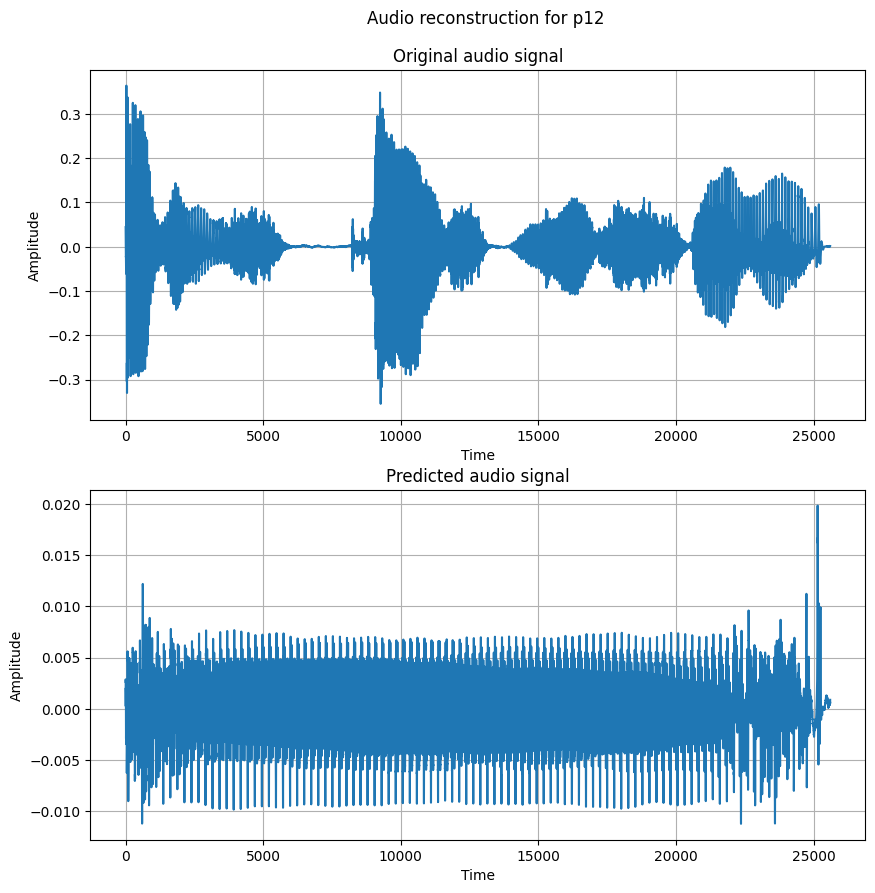 Audio reconstruction for p12
Original audio signal
0.3
0.2
0.1
0.0
−0.1
−0.2
−0.3
Amplitude
0 5000 10000 15000 20000 25000
Time
Predicted audio signal
0.020
0.015
0.010
0.005
0.000
−0.005
−0.010
Amplitude
0 5000 10000 15000 20000 25000
Time